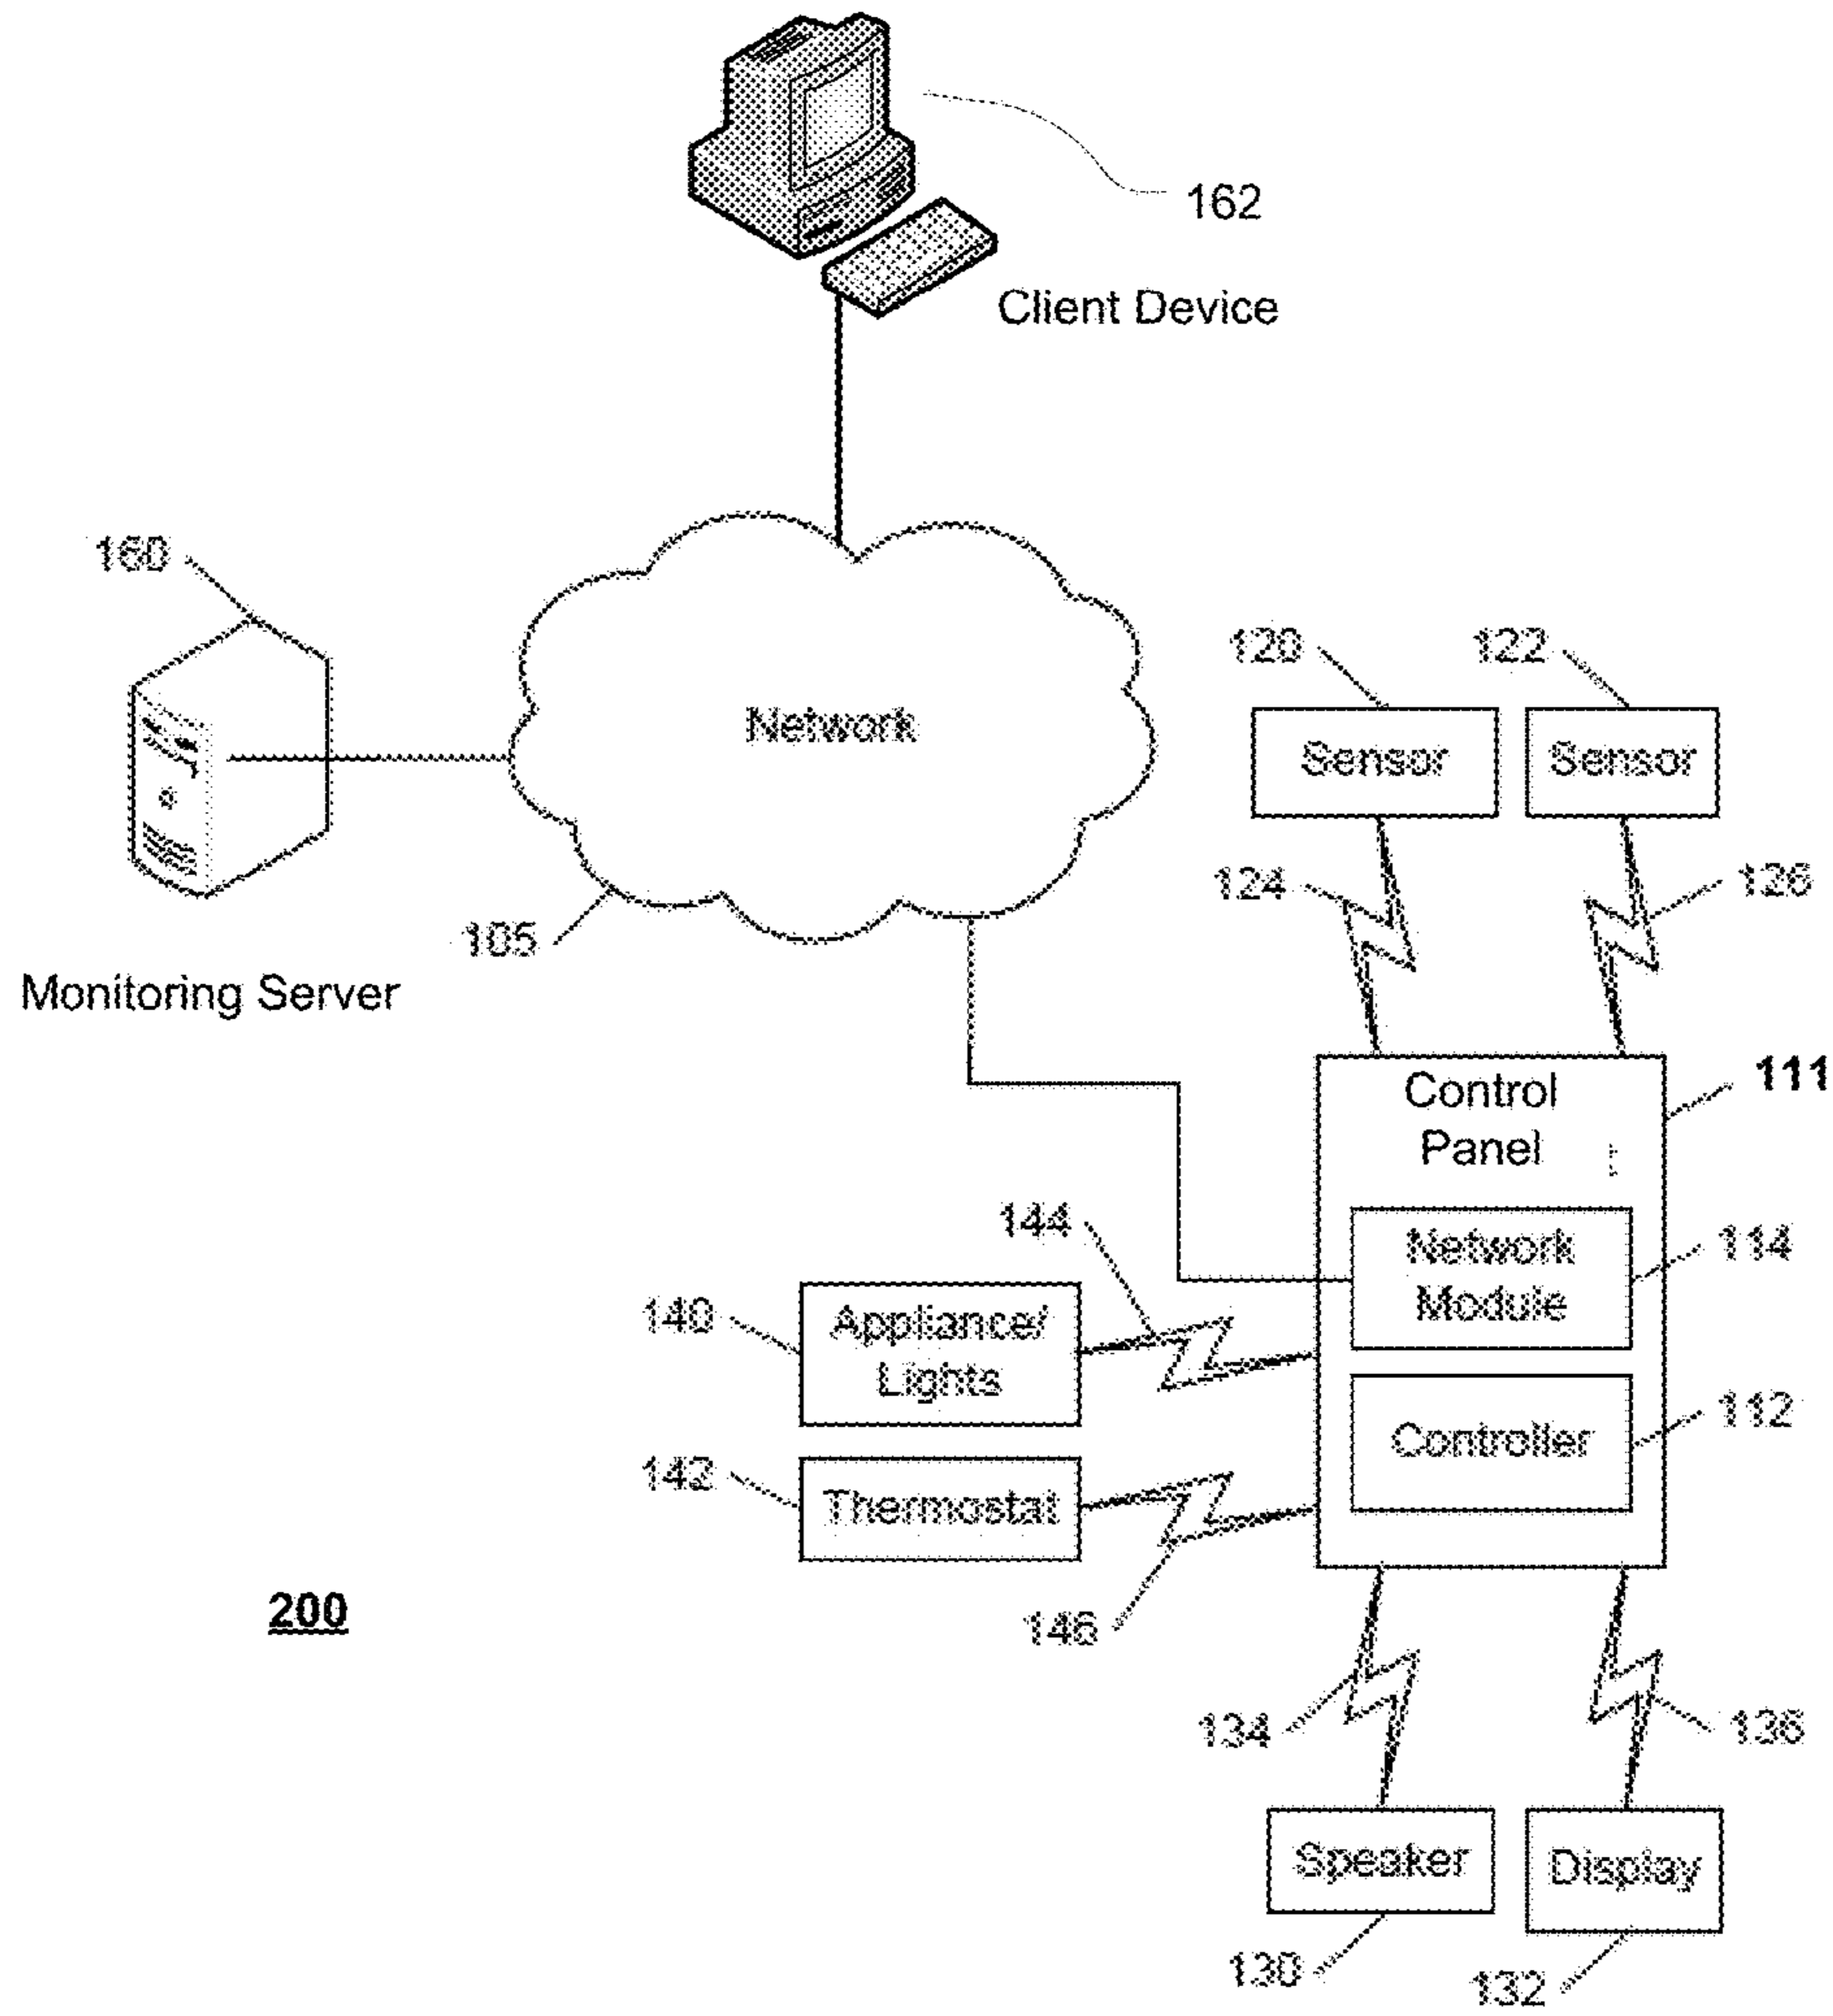 162
Client Device
160
Network
120
122
Sensor
Sensor
124
126
105
Monitoring Server
Control
Panel
111
144
Network
Module
114
140
Appliance/
Lights
Controller
112
142
Thermostat
200
146
134
136
Speaker
Display
130
132